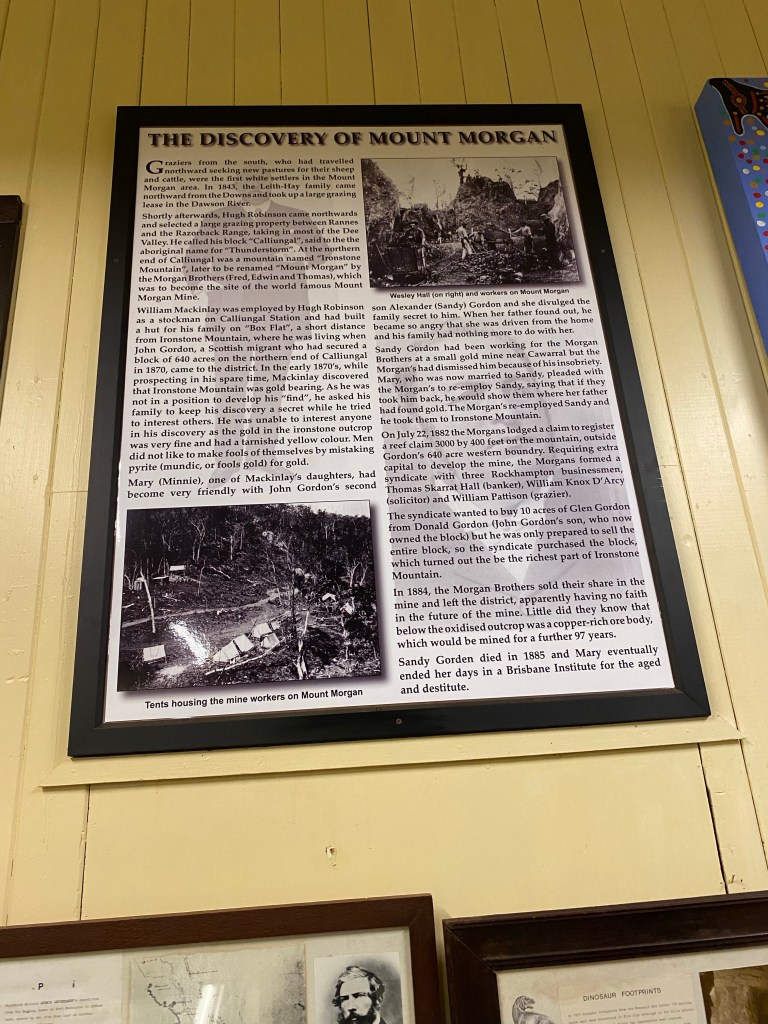 THE DISCOVERY OF MOUNT MORGAN
Graziers from the south, who had travelled
northward seeking new pastures for their sheep
and cattle, were the first white settlers in the Mount
Morgan area. In 1843, the Leith-Hay family came
northward from the Downs and took up a large grazing
lease in the Dawson River.
Shortly afterwards, Hugh Robinson came northwards
and selected a large grazing property between Rannes
and the Razorback Range, taking in most of the Dee
Valley. He called his block "Calliungal", said to the the
aboriginal name for "Thunderstorm". At the northern
end of Calliungal was a mountain named "Ironstone
Mountain", later to be renamed "Mount Morgan" by
the Morgan Brothers (Fred, Edwin and Thomas), which
was to become the site of the world famous Mount
Morgan Mine.
William Mackinlay was employed by Hugh Robinson
as a stockman on Calliungal Station and had built
a hut for his family on "Box Flat", a short distance
from Ironstone Mountain, where he was living when
John Gordon, a Scottish migrant who had secured a
block of 640 acres on the northern end of Calliungal
in 1870, came to the district. In the early 1870's, while
prospecting in his spare time, Mackinlay discovered
that Ironstone Mountain was gold bearing. As he was
not in a position to develop his "find", he asked his
family to keep his discovery a secret while he tried
to interest others. He was unable to interest anyone
in his discovery as the gold in the ironstone outcrop
was very fine and had a tarnished yellow colour. Men
did not like to make fools of themselves by mistaking
pyrite (mundic, or fools gold) for gold.
Mary (Minnie), one of Mackinlay's daughters, had
become very friendly with John Gordon's second
Tents housing the mine workers on Mount Morgan
Wesley Hall (on right) and workers on Mount Morgan
son Alexander (Sandy) Gordon and she divulged the
family secret to him. When her father found out, he
became so angry that she was driven from the home
and his family had nothing more to do with her.
Sandy Gordon had been working for the Morgan
Brothers at a small gold mine near Cawarral but the
Morgan's had dismissed him because of his insobriety.
Mary, who was now married to Sandy, pleaded with
the Morgan's to re-employ Sandy, saying that if they
took him back, he would show them where her father
had found gold. The Morgan's re-employed Sandy and
he took them to Ironstone Mountain.
On July 22, 1882 the Morgans lodged a claim to register
a reef claim 3000 by 400 feet on the mountain, outside
Gordon's 640 acre western boundry. Requiring extra
capital to develop the mine, the Morgans formed a
syndicate with three Rockhampton businessmen,
Thomas Skarrat Hall (banker), William Knox D'Arcy
(solicitor) and William Pattison (grazier).
The syndicate wanted to buy 10 acres of Glen Gordon
from Donald Gordon (John Gordon's son, who now
owned the block) but he was only prepared to sell the
entire block, so the syndicate purchased the block,
which turned out the be the richest part of Ironstone
Mountain.
In 1884, the Morgan Brothers sold their share in the
mine and left the district, apparently having no faith
in the future of the mine. Little did they know that
below the oxidised outcrop was a copper-rich ore body,
which would be mined for a further 97 years.
Sandy Gorden died in 1885 and Mary eventually
ended her days in a Brisbane Institute for the aged
and destitute.
P i
DINOSAUR FOOTPRINTS